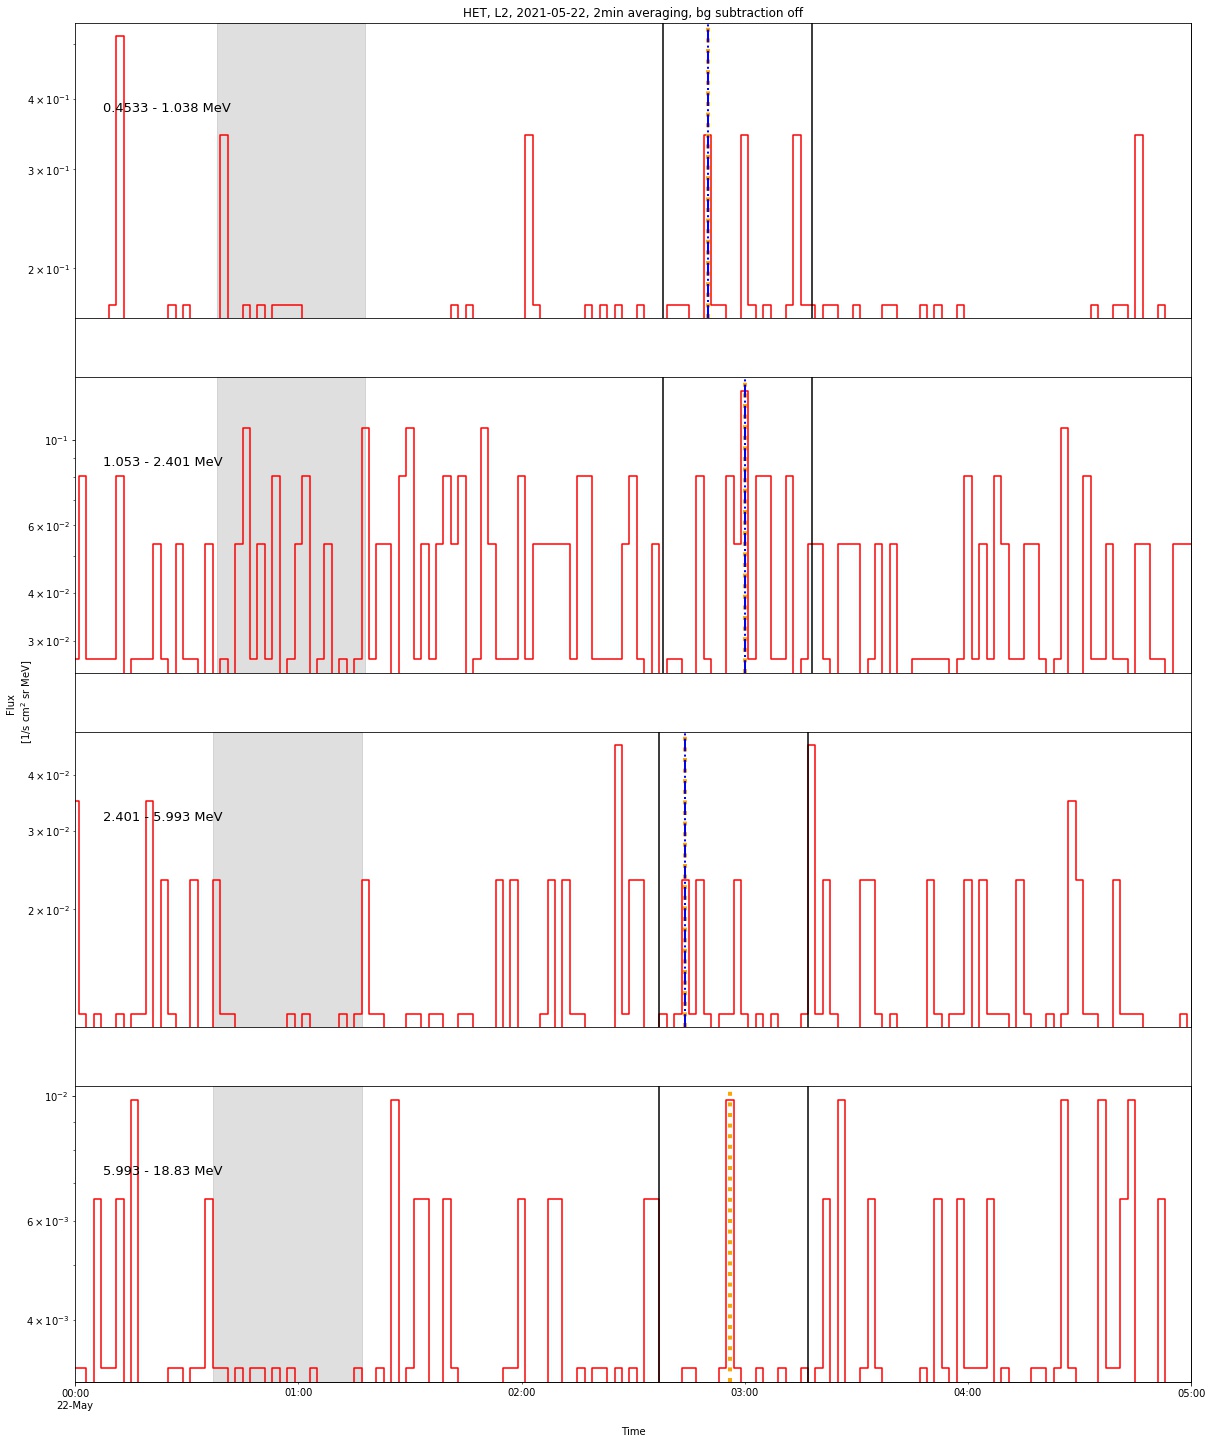 HET, L2, 2021-05-22, 2min averaging, bg subtraction off
4 × 10⁻¹
0.4533 - 1.038 MeV
3 × 10⁻¹
2 × 10⁻¹
10⁻¹
1.053 - 2.401 MeV
6 × 10⁻²
4 × 10⁻²
3 × 10⁻²
Flux
[1/s cm² sr MeV]
4 × 10⁻²
2.401 - 5.993 MeV
3 × 10⁻²
2 × 10⁻²
10⁻²
5.993 - 18.83 MeV
6 × 10⁻³
4 × 10⁻³
00:00 01:00 02:00 03:00 04:00 05:00
22-May
Time